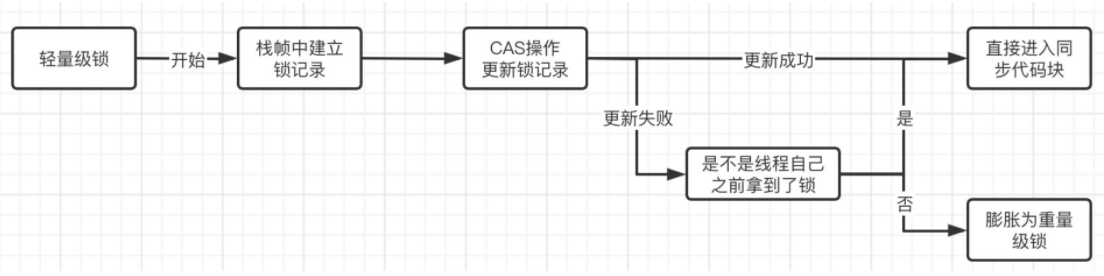 轻量级锁
开始
栈帧中建立
锁记录
CAS操作
更新锁记录
更新成功
直接进入同
步代码块
更新失败
是
是不是线程自己
之前拿到了锁
否
膨胀为重量
级锁